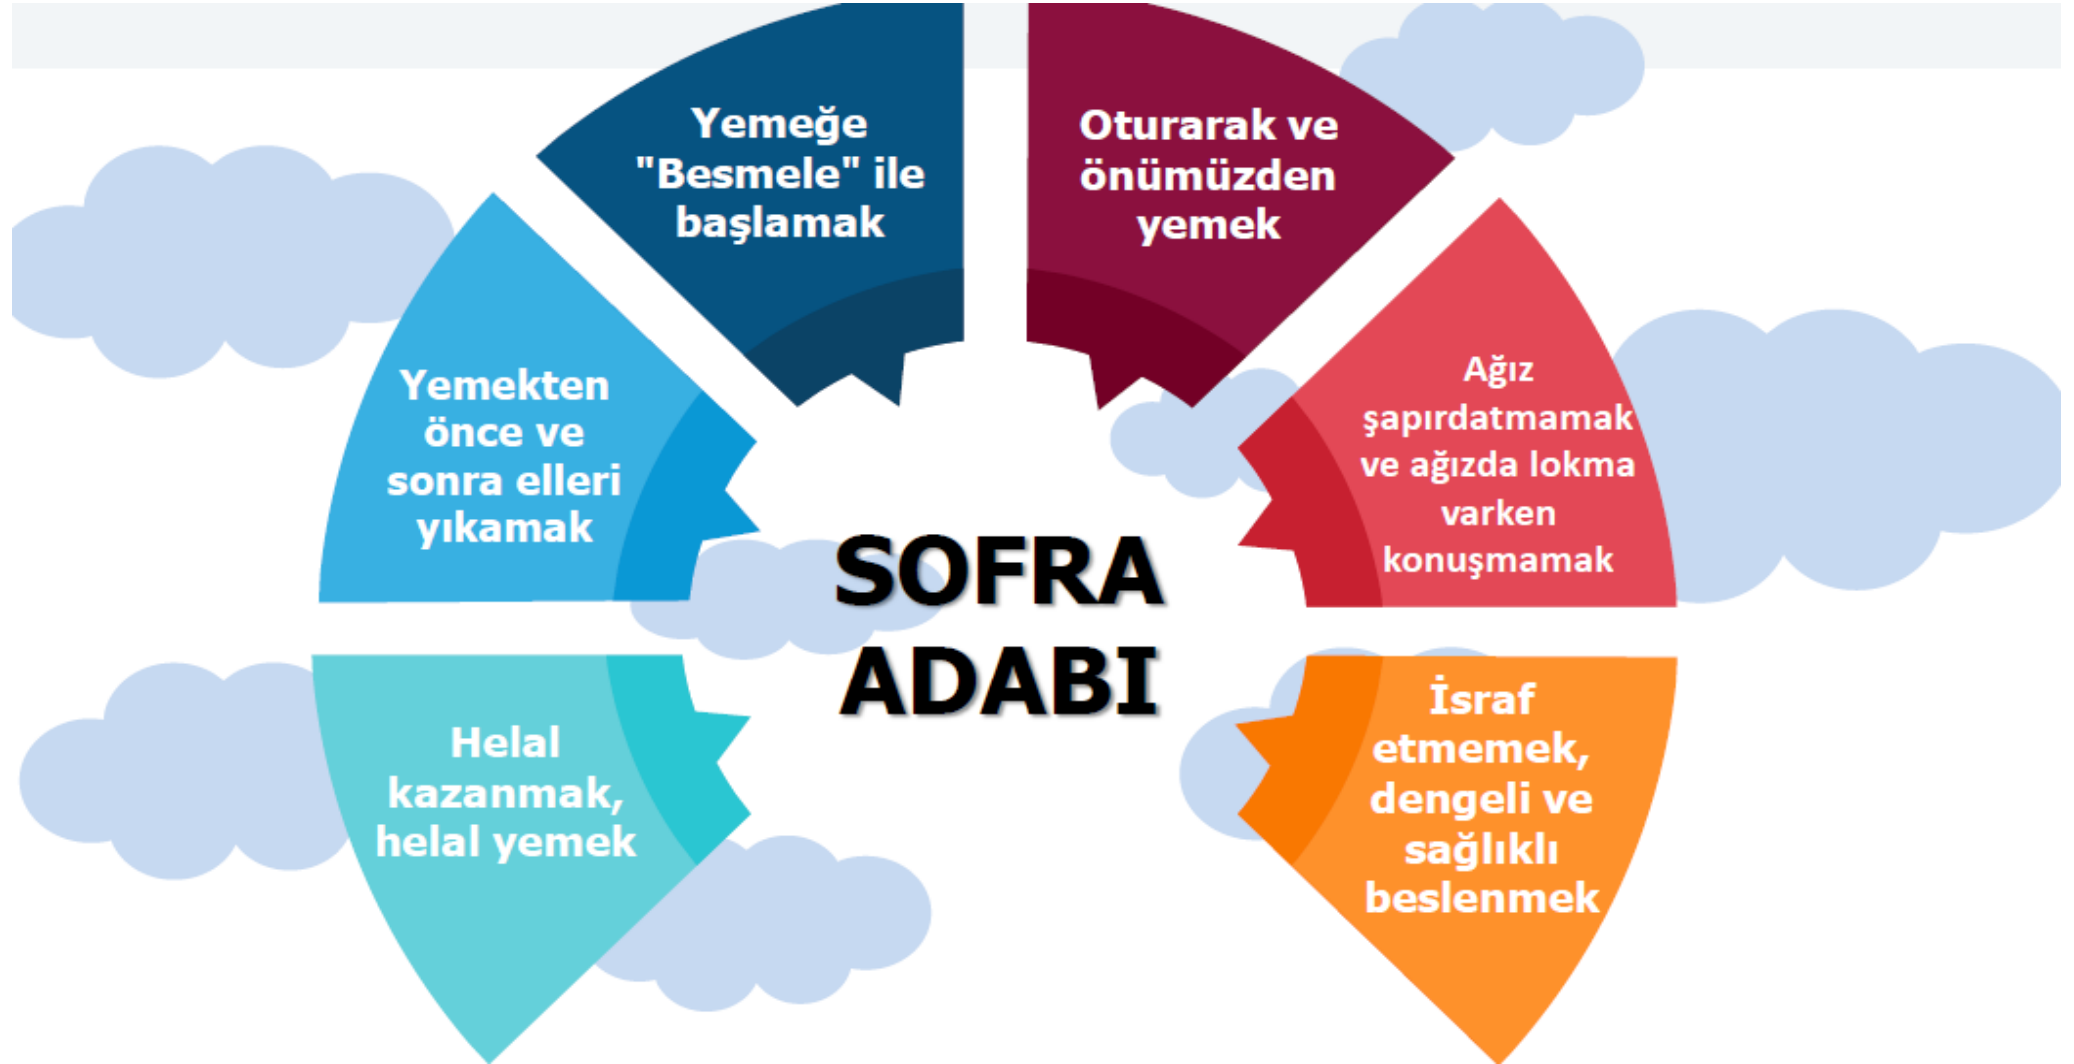 Yemeğe
"Besmele" ile
başlamak
Oturarak ve
önümüzden
yemek
Yemekten
önce ve
sonra elleri
yıkamak
Ağız
şapırdatmamak
ve ağızda lokma
varken
konuşmamak
SOFRA
ADABI
Helal
kazanmak,
helal yemek
İsraf
etmemek,
dengeli ve
sağlıklı
beslenmek